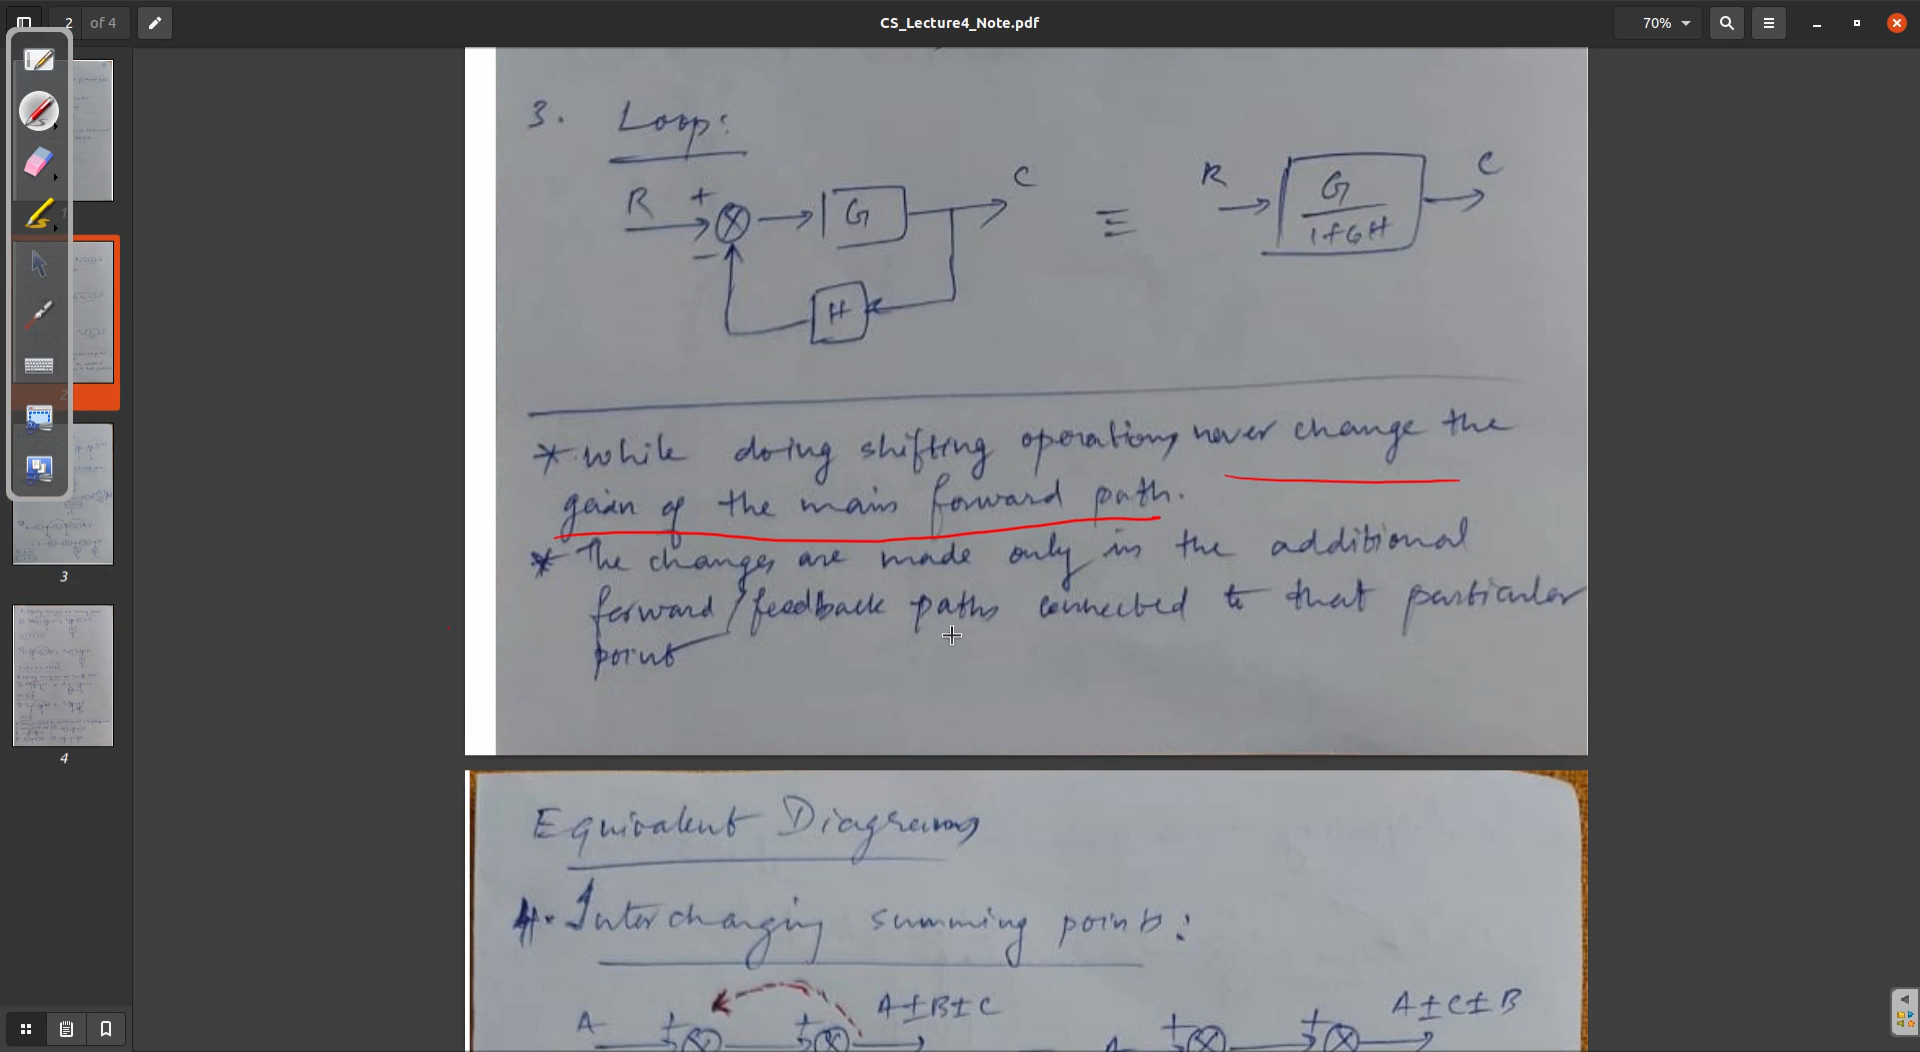 2 of 4
CS_Lecture4_Note.pdf
70%
3. Loop:
R + G C
-
H
≡
R G C
1+GH
* while doing shifting operations never change the
gain of the main forward path.
* The changes are made only in the additional
forward/feedback paths connected to that particular
point
Equivalent Diagrams
4. Interchanging summing points:
A + + A±B±C
A + + A±C±B
1
2
3
4